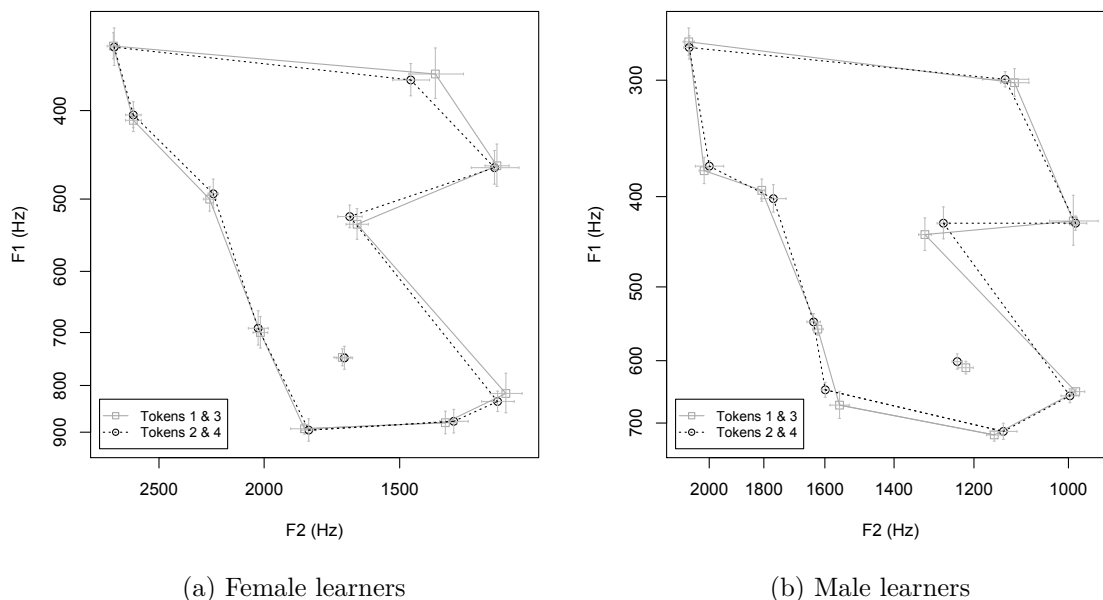 400
500
600
700
800
900
F1 (Hz)
2500 2000 1500
F2 (Hz)
Tokens 1 & 3
Tokens 2 & 4
(a) Female learners
300
400
500
600
700
F1 (Hz)
2000 1800 1600 1400 1200 1000
F2 (Hz)
Tokens 1 & 3
Tokens 2 & 4
(b) Male learners